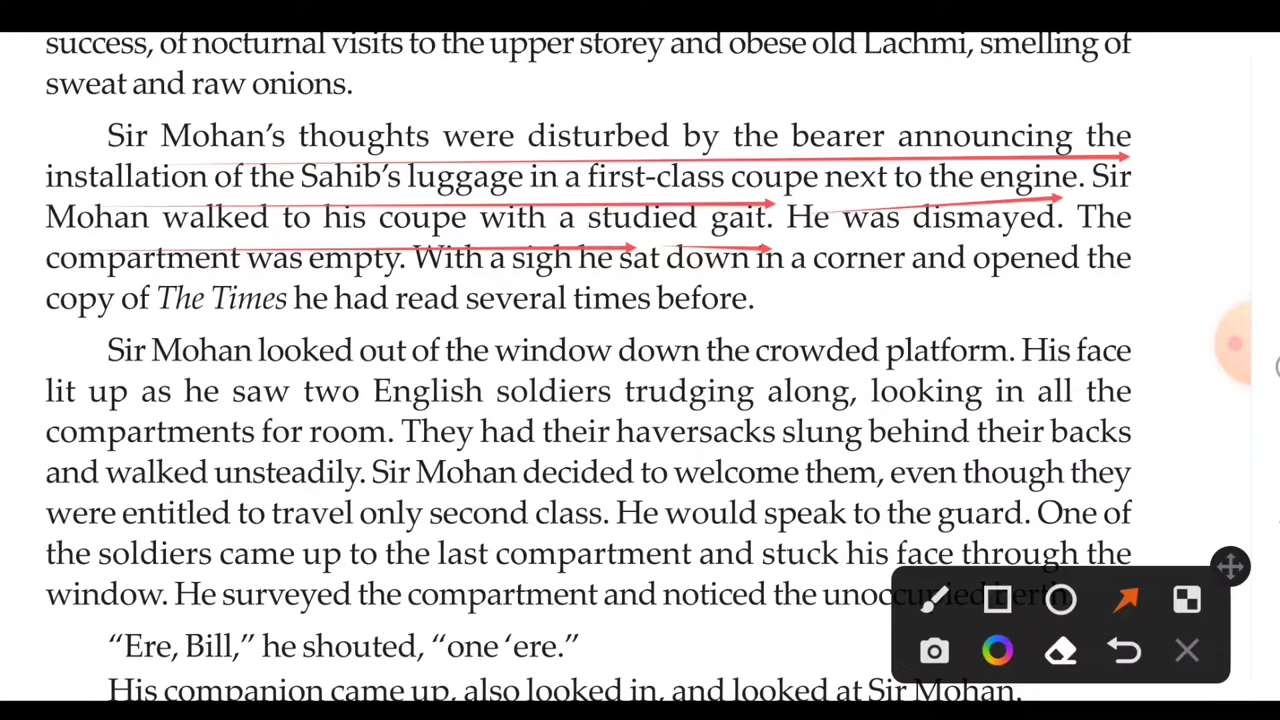 success, of nocturnal visits to the upper storey and obese old Lachmi, smelling of
sweat and raw onions.
Sir Mohan's thoughts were disturbed by the bearer announcing the
installation of the Sahib's luggage in a first-class coupe next to the engine. Sir
Mohan walked to his coupe with a studied gait. He was dismayed. The
compartment was empty. With a sigh he sat down in a corner and opened the
copy of The Times he had read several times before.
Sir Mohan looked out of the window down the crowded platform. His face
lit up as he saw two English soldiers trudging along, looking in all the
compartments for room. They had their haversacks slung behind their backs
and walked unsteadily. Sir Mohan decided to welcome them, even though they
were entitled to travel only second class. He would speak to the guard. One of
the soldiers came up to the last compartment and stuck his face through the
window. He surveyed the compartment and noticed the unoccupied berth.
“Ere, Bill,” he shouted, “one ‘ere.”
His companion came up, also looked in, and looked at Sir Mohan.